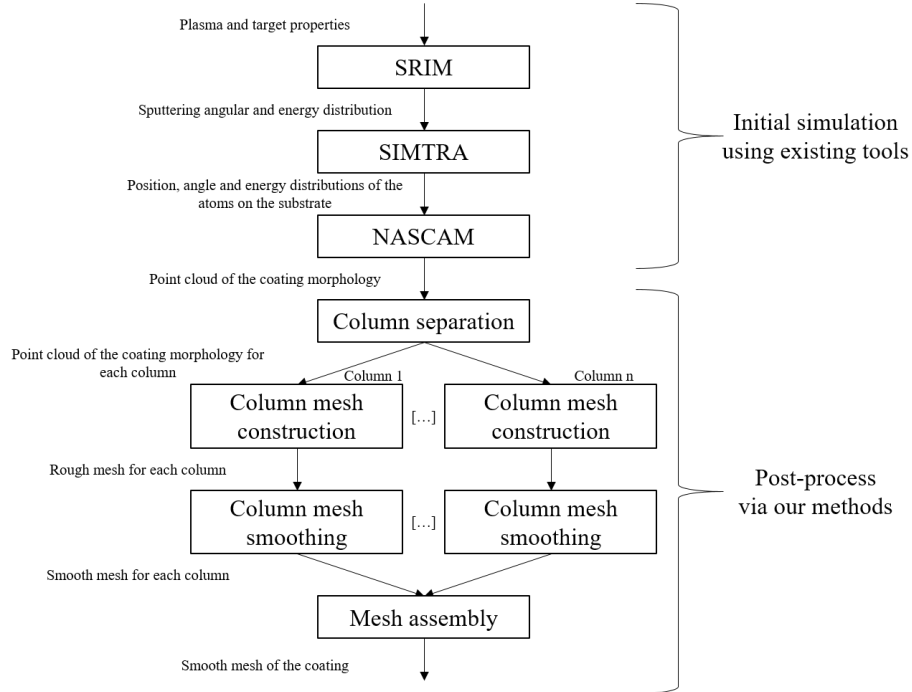 Plasma and target properties
SRIM
Sputtering angular and energy distribution
SIMTRA
Position, angle and energy distributions of the
atoms on the substrate
NASCAM
Initial simulation
using existing tools
Point cloud of the coating morphology
Column separation
Point cloud of the coating morphology for
each column
Column 1
Column n
Column mesh
construction
[…]
Column mesh
construction
Rough mesh for each column
Column mesh
smoothing
[…]
Column mesh
smoothing
Post-process
via our methods
Smooth mesh for each column
Mesh assembly
Smooth mesh of the coating